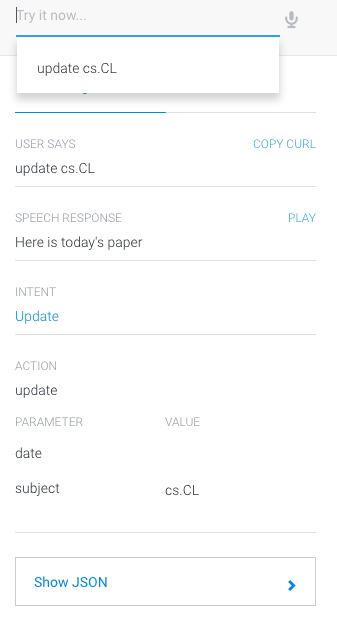 Try it now...
update cs.CL
USER SAYS COPY CURL
update cs.CL
SPEECH RESPONSE PLAY
Here is today's paper
INTENT
Update
ACTION
update
PARAMETER VALUE
date
subject cs.CL
Show JSON